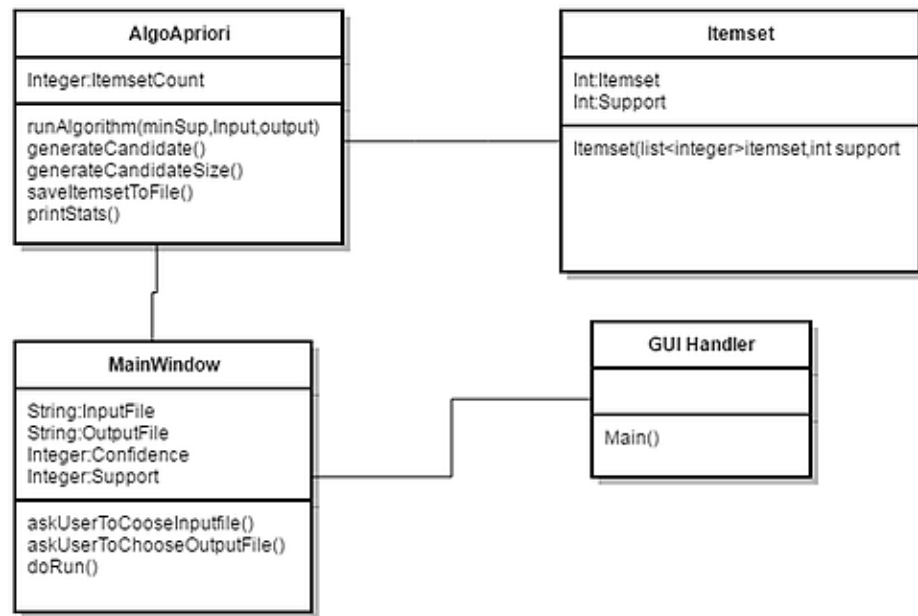 AlgoApriori
Integer:ItemsetCount
runAlgorithm(minSup,Input,output)
generateCandidate()
generateCandidateSize()
saveItemsetToFile()
printStats()
Itemset
Int:Itemset
Int:Support
Itemset(list<integer>itemset,int support
MainWindow
String:InputFile
String:OutputFile
Integer:Confidence
Integer:Support
askUserToCooseInputfile()
askUserToChooseOutputFile()
doRun()
GUI Handler
Main()